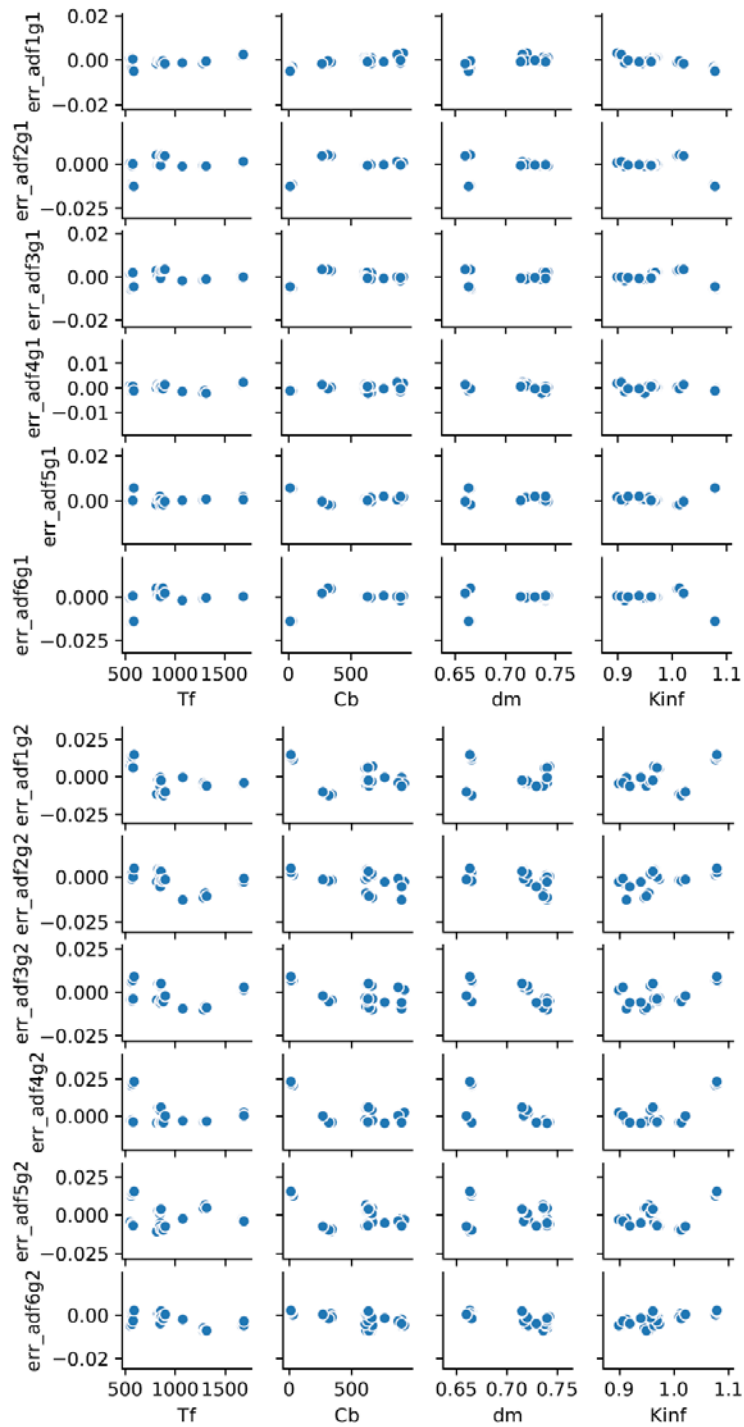 err_adf1g1
0.02
0.00
−0.02
err_adf2g1
0.000
−0.025
err_adf3g1
0.02
0.00
−0.02
err_adf4g1
0.01
0.00
−0.01
err_adf5g1
0.02
0.00
err_adf6g1
0.000
−0.025
500 1000 1500 0 500 0.65 0.70 0.75 0.9 1.0 1.1
Tf Cb dm Kinf
err_adf1g2
0.025
0.000
−0.025
err_adf2g2
0.000
−0.025
err_adf3g2
0.025
0.000
−0.025
err_adf4g2
0.025
0.000
err_adf5g2
0.025
0.000
−0.025
err_adf6g2
0.00
−0.02
500 1000 1500 0 500 0.65 0.70 0.75 0.9 1.0 1.1
Tf Cb dm Kinf